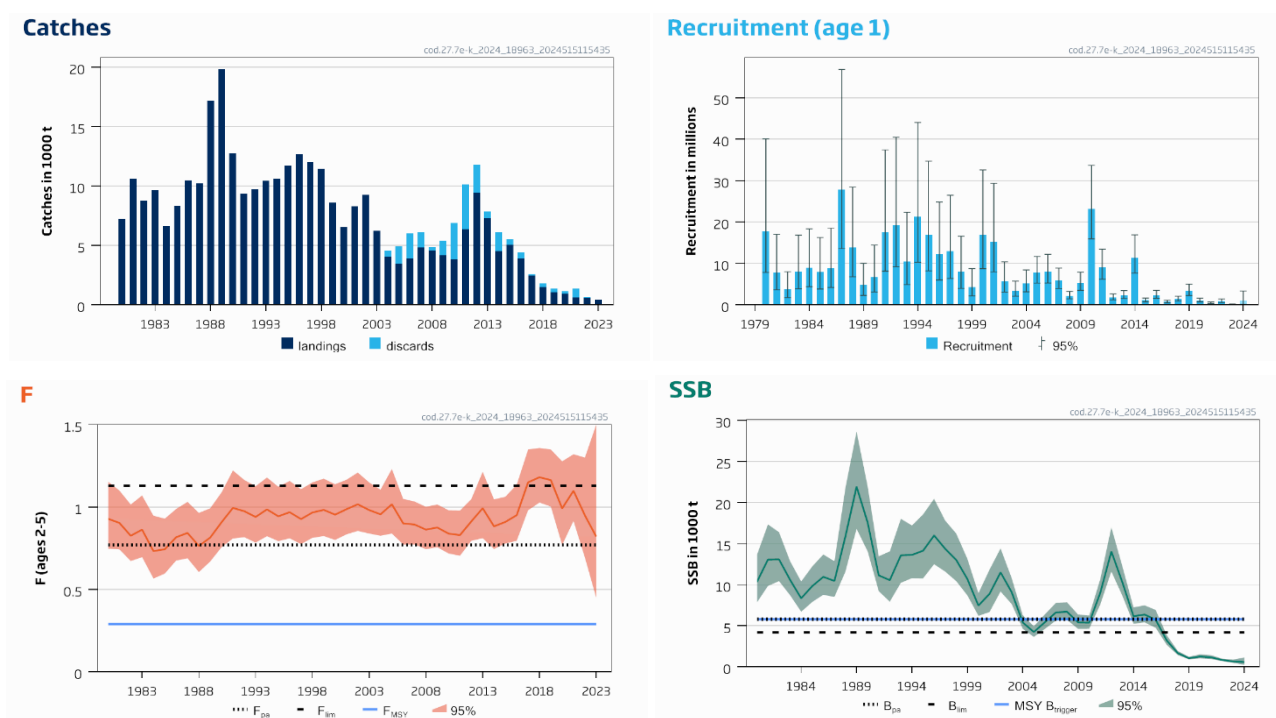 Catches
cod.27.7e-k_2024_18963_2024515115435
Catches in 1000 t
20
15
10
5
0
1983 1988 1993 1998 2003 2008 2013 2018 2023
landings discards
Recruitment (age 1)
cod.27.7e-k_2024_18963_2024515115435
Recruitment in millions
50
40
30
20
10
0
1979 1984 1989 1994 1999 2004 2009 2014 2019 2024
Recruitment 95%
F
cod.27.7e-k_2024_18963_2024515115435
F (ages 2-5)
1.5
1
0.5
0
1983 1988 1993 1998 2003 2008 2013 2018 2023
Fpa Flim FMSY 95%
SSB
cod.27.7e-k_2024_18963_2024515115435
SSB in 1000 t
30
25
20
15
10
5
0
1984 1989 1994 1999 2004 2009 2014 2019 2024
Bpa Blim MSY Btrigger 95%